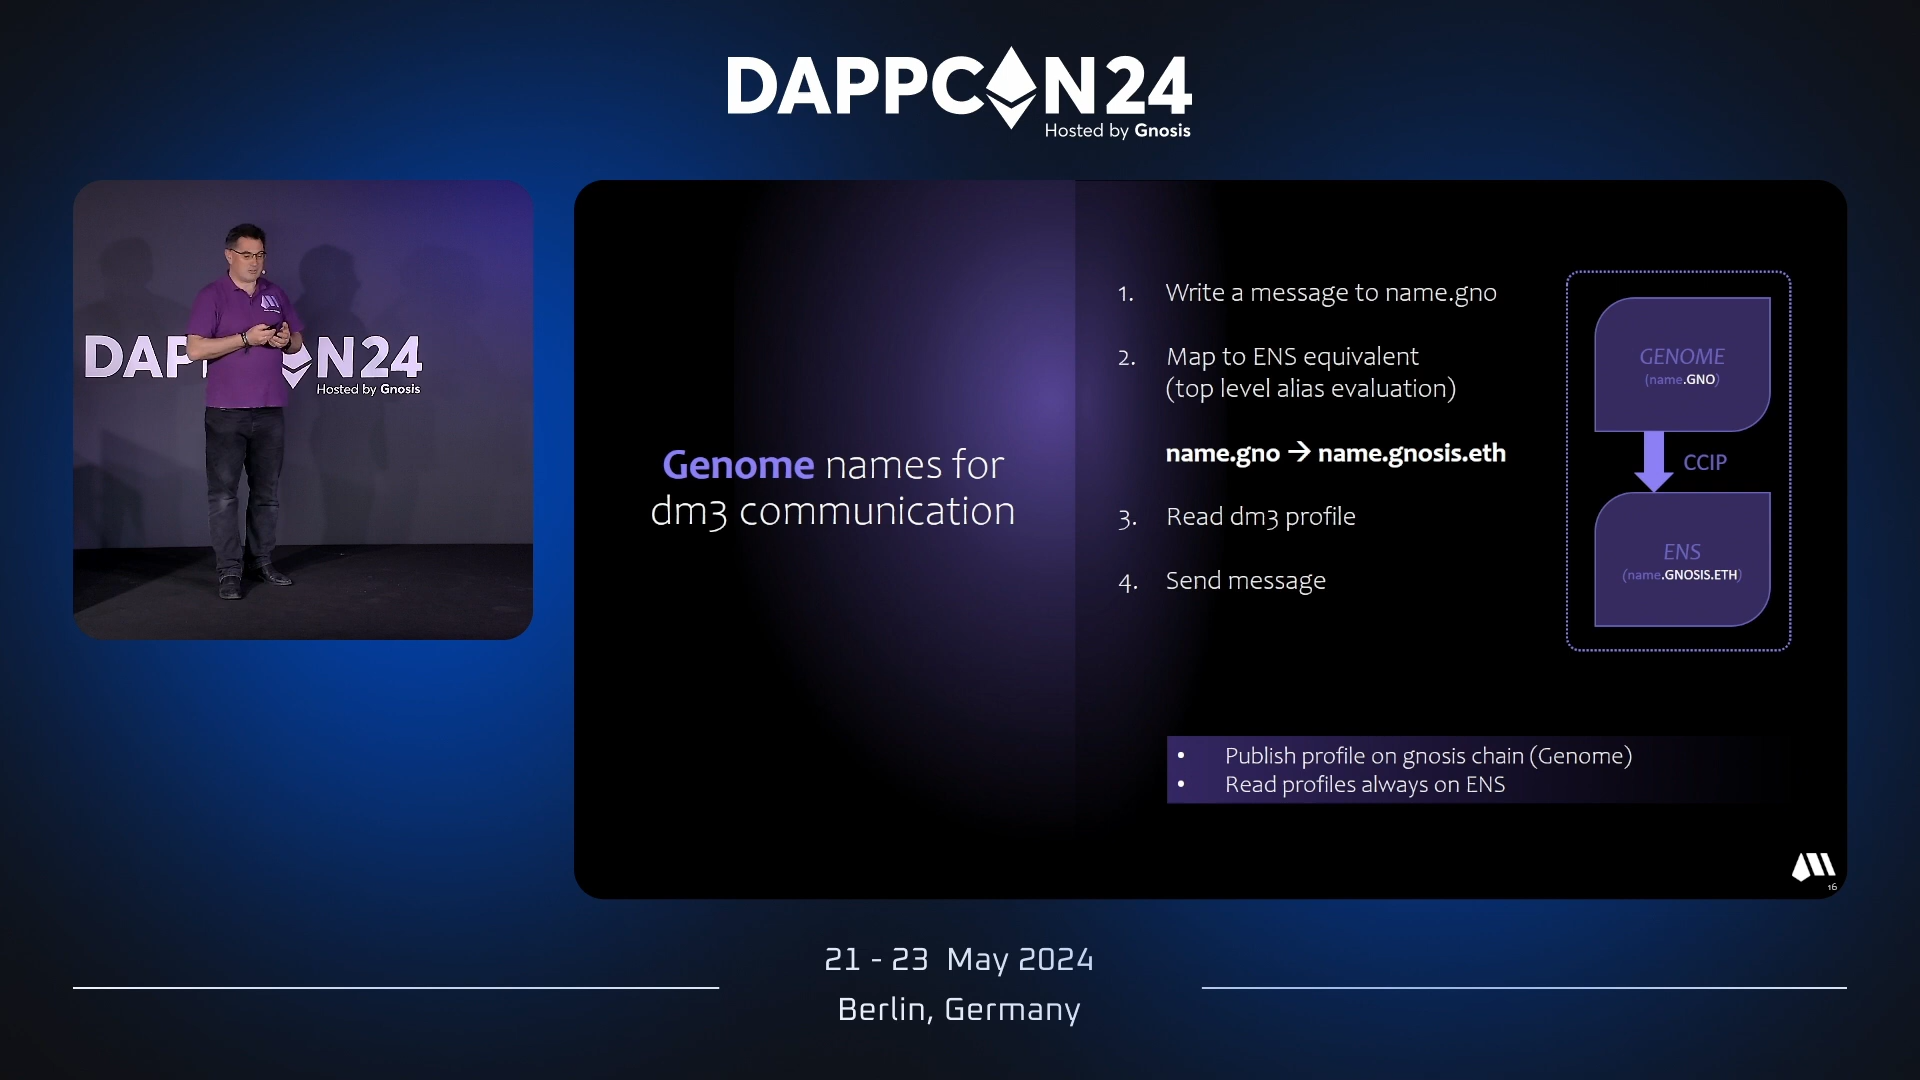 DAPPCON24
Hosted by Gnosis
DAP N24
Hosted by Gnosis
Genome names for
dm3 communication
1. Write a message to name.gno
2. Map to ENS equivalent
(top level alias evaluation)
name.gno → name.gnosis.eth
3. Read dm3 profile
4. Send message
GENOME
(name.GNO)
CCIP
ENS
(name.GNOSIS.ETH)
• Publish profile on gnosis chain (Genome)
• Read profiles always on ENS
16
21 - 23 May 2024
Berlin, Germany